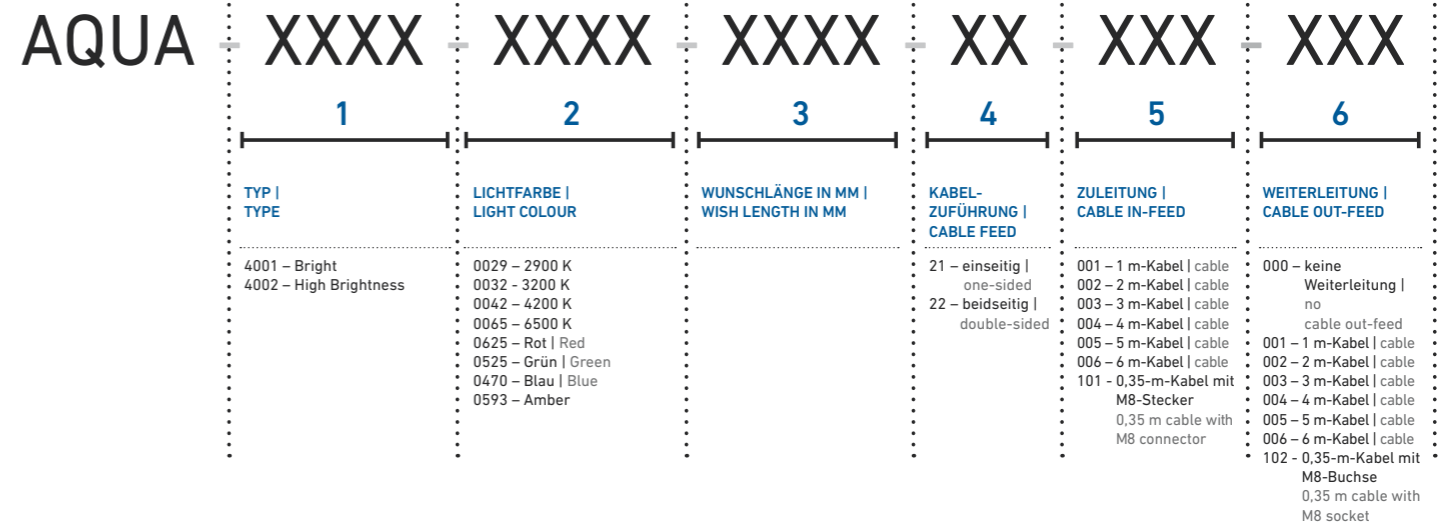 AQUA - XXXX - XXXX - XXXX - XX - XXX - XXX
1 2 3 4 5 6
TYP |
TYPE
4001 – Bright
4002 – High Brightness
LICHTFARBE |
LIGHT COLOUR
0029 – 2900 K
0032 - 3200 K
0042 – 4200 K
0065 – 6500 K
0625 – Rot | Red
0525 – Grün | Green
0470 – Blau | Blue
0593 – Amber
WUNSCHLÄNGE IN MM |
WISH LENGTH IN MM
KABEL-
ZUFÜHRUNG |
CABLE FEED
21 – einseitig |
one-sided
22 – beidseitig |
double-sided
ZULEITUNG |
CABLE IN-FEED
001 – 1 m-Kabel | cable
002 – 2 m-Kabel | cable
003 – 3 m-Kabel | cable
004 – 4 m-Kabel | cable
005 – 5 m-Kabel | cable
006 – 6 m-Kabel | cable
101 - 0,35-m-Kabel mit
M8-Stecker
0,35 m cable with
M8 connector
WEITERLEITUNG |
CABLE OUT-FEED
000 – keine
Weiterleitung |
no
cable out-feed
001 – 1 m-Kabel | cable
002 – 2 m-Kabel | cable
003 – 3 m-Kabel | cable
004 – 4 m-Kabel | cable
005 – 5 m-Kabel | cable
006 – 6 m-Kabel | cable
102 - 0,35-m-Kabel mit
M8-Buchse
0,35 m cable with
M8 socket